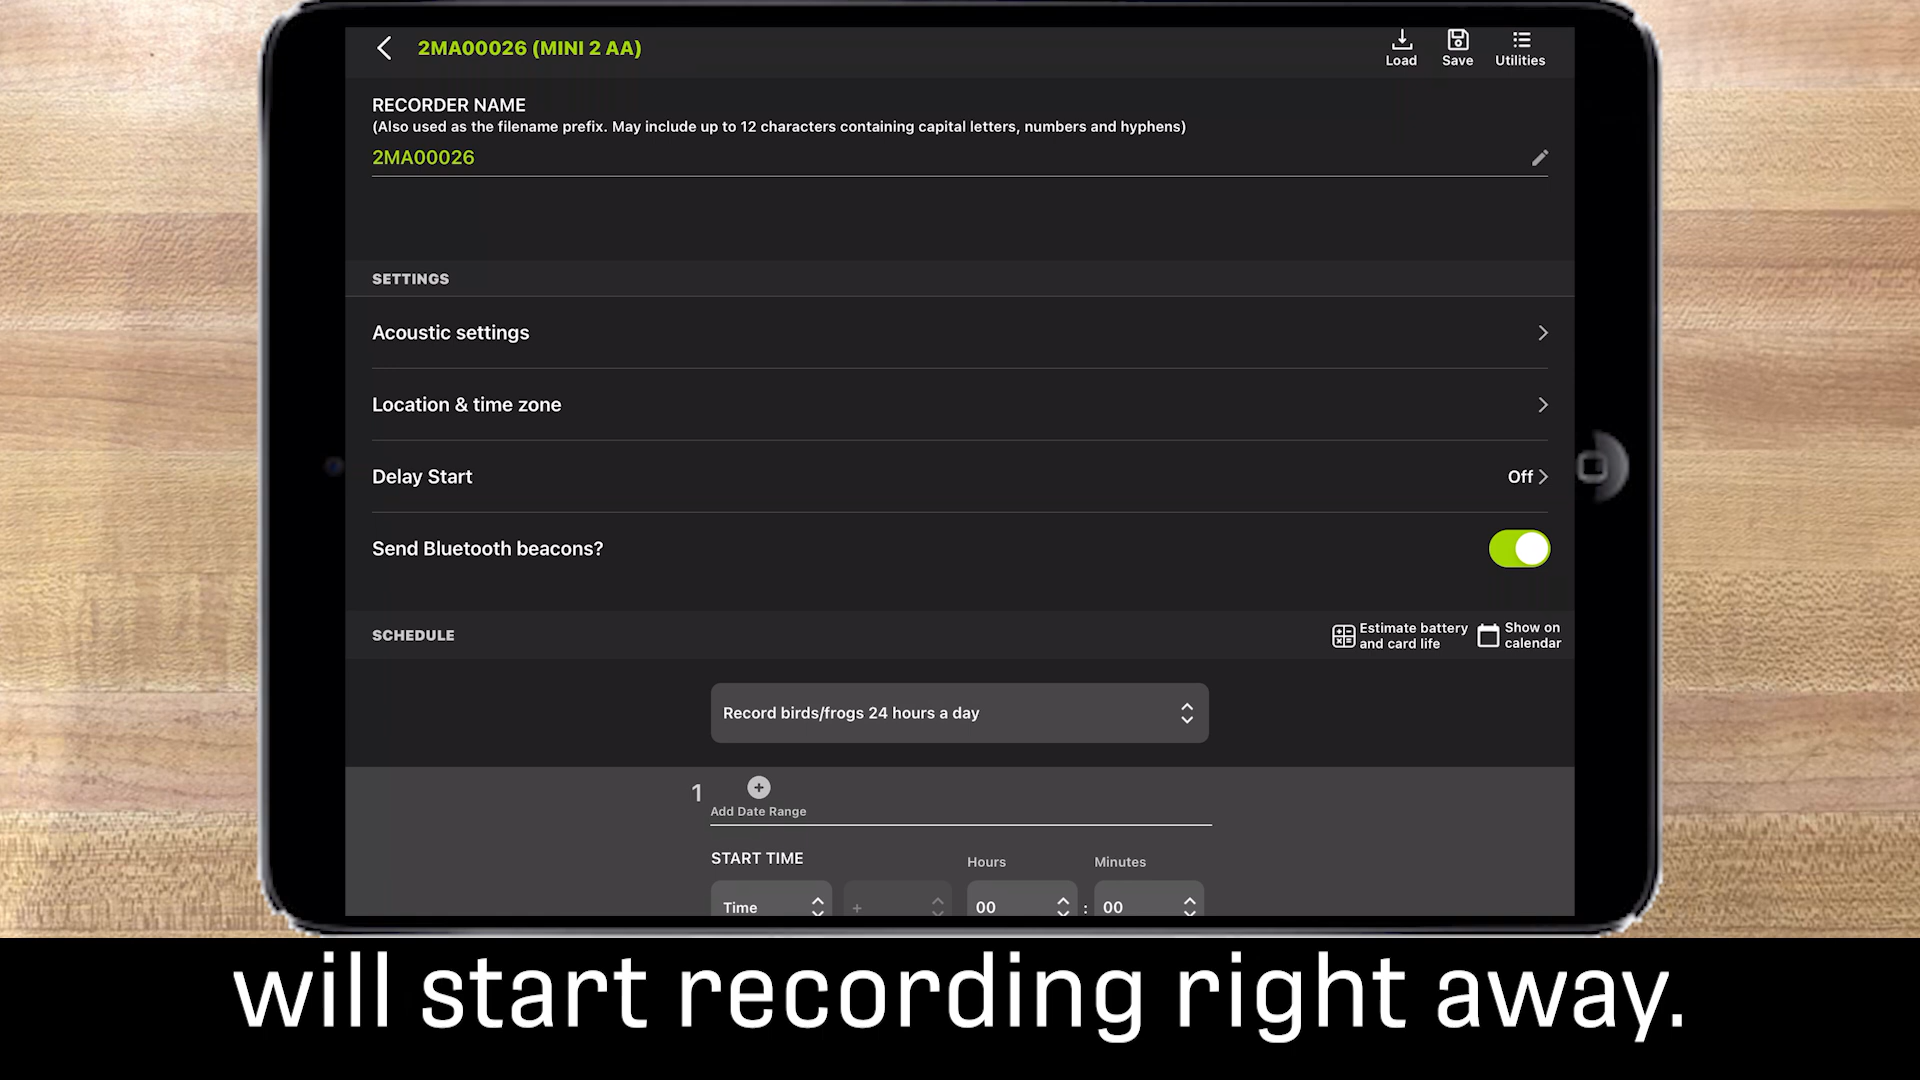 2MA00026 (MINI 2 AA)
Load
Save
Utilities
RECORDER NAME
(Also used as the filename prefix. May include up to 12 characters containing capital letters, numbers and hyphens)
2MA00026
SETTINGS
Acoustic settings
Location & time zone
Delay Start
Off
Send Bluetooth beacons?
SCHEDULE
Estimate battery
and card life
Show on
calendar
Record birds/frogs 24 hours a day
1
Add Date Range
START TIME
Hours
Minutes
Time
+
00
:
00
will start recording right away.